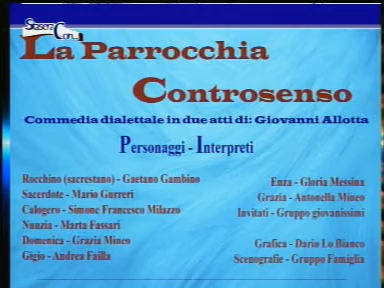 La Parrocchia
Controsenso
Commedia dialettale in due atti di: Giovanni Allotta
Personaggi - Interpreti
Rocchino (sacrestano) - Gaetano Gambino
Sacerdote - Mario Gurreri
Calogero - Simone Francesco Milazzo
Nunzia - Marta Fassari
Domenica - Grazia Mineo
Gigio - Andrea Failla
Enza - Gloria Messina
Grazia - Antonella Mineo
Invitati - Gruppo giovanissimi
Grafica - Dario Lo Bianco
Scenografie - Gruppo Famiglia